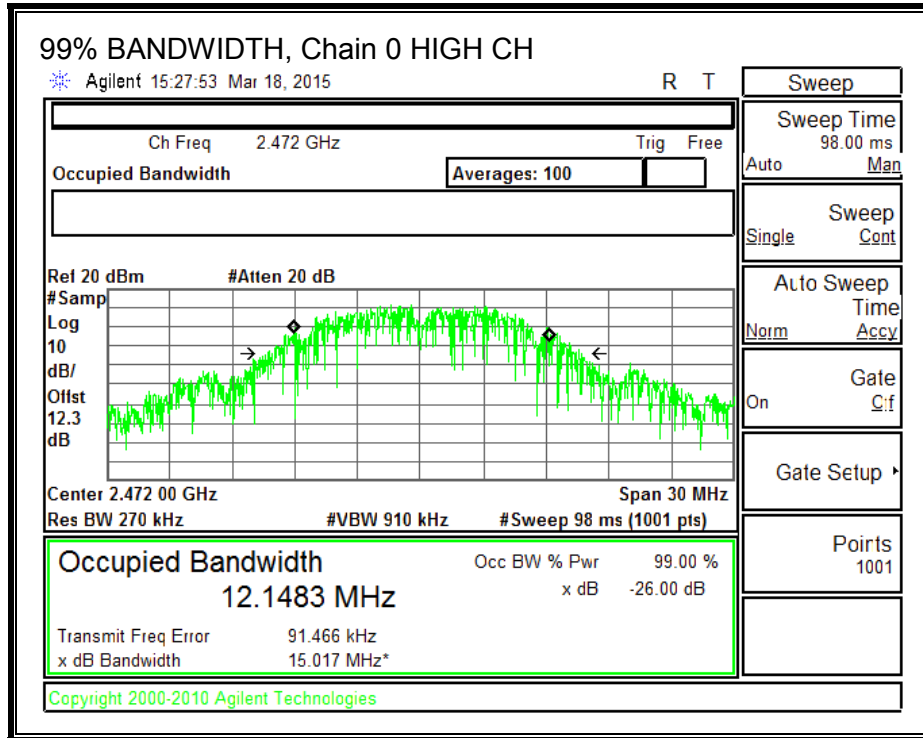 99% BANDWIDTH, Chain 0 HIGH CH
Agilent 15:27:53 Mar 18, 2015 R T
Ch Freq 2.472 GHz Trig Free
Occupied Bandwidth Averages: 100
Ref 20 dBm #Atten 20 dB
#Samp
Log
10
dB/
Offst
12.3
dB
Center 2.472 00 GHz Span 30 MHz
Res BW 270 kHz #VBW 910 kHz #Sweep 98 ms (1001 pts)
Occupied Bandwidth Occ BW % Pwr 99.00 %
12.1483 MHz x dB -26.00 dB
Transmit Freq Error 91.466 kHz
x dB Bandwidth 15.017 MHz*
Copyright 2000-2010 Agilent Technologies
Sweep
Sweep Time
98.00 ms
Auto Man
Sweep
Single Cont
Auto Sweep
Time
Norm Accy
Gate
On Off
Gate Setup
Points
1001